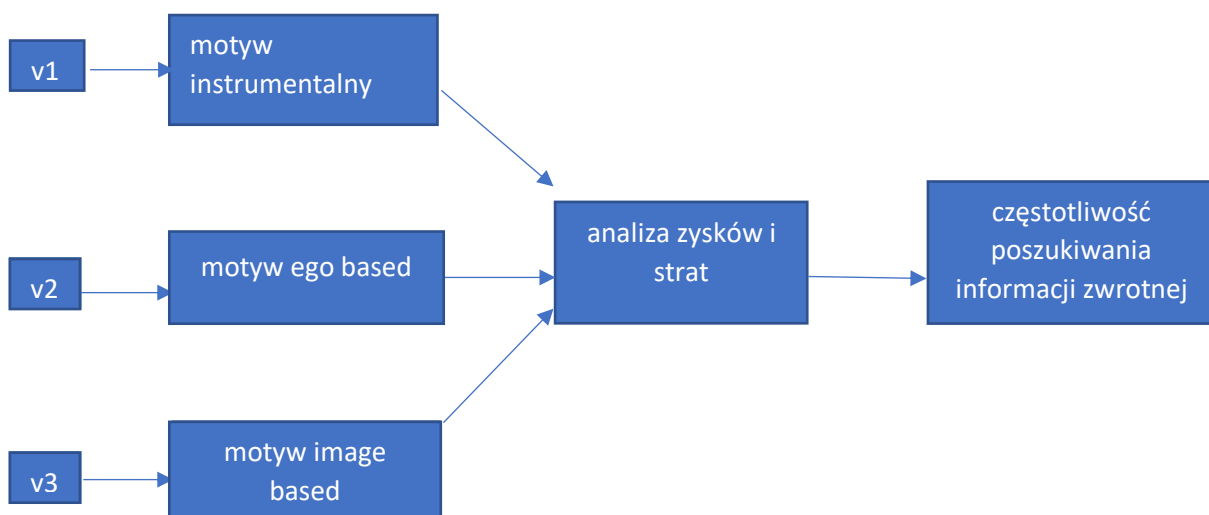 v1
motyw
instrumentalny
v2
motyw ego based
v3
motyw image
based
analiza zysków i
strat
częstotliwość
poszukiwania
informacji zwrotnej